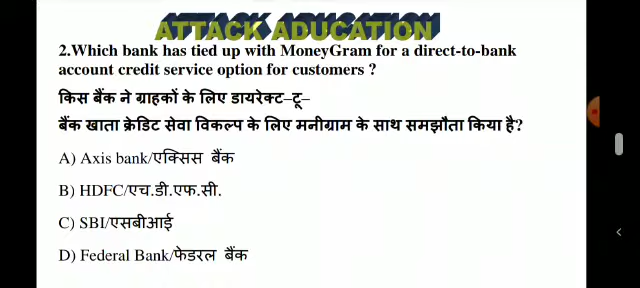 ATTACK ADUCATION
2.Which bank has tied up with MoneyGram for a direct-to-bank
account credit service option for customers ?
किस बैंक ने ग्राहकों के लिए डायरेक्ट–टू–
बैंक खाता क्रेडिट सेवा विकल्प के लिए मनीग्राम के साथ समझौता किया है?
A) Axis bank/एक्सिस बैंक
B) HDFC/एच.डी.एफ.सी.
C) SBI/एसबीआई
D) Federal Bank/फेडरल बैंक